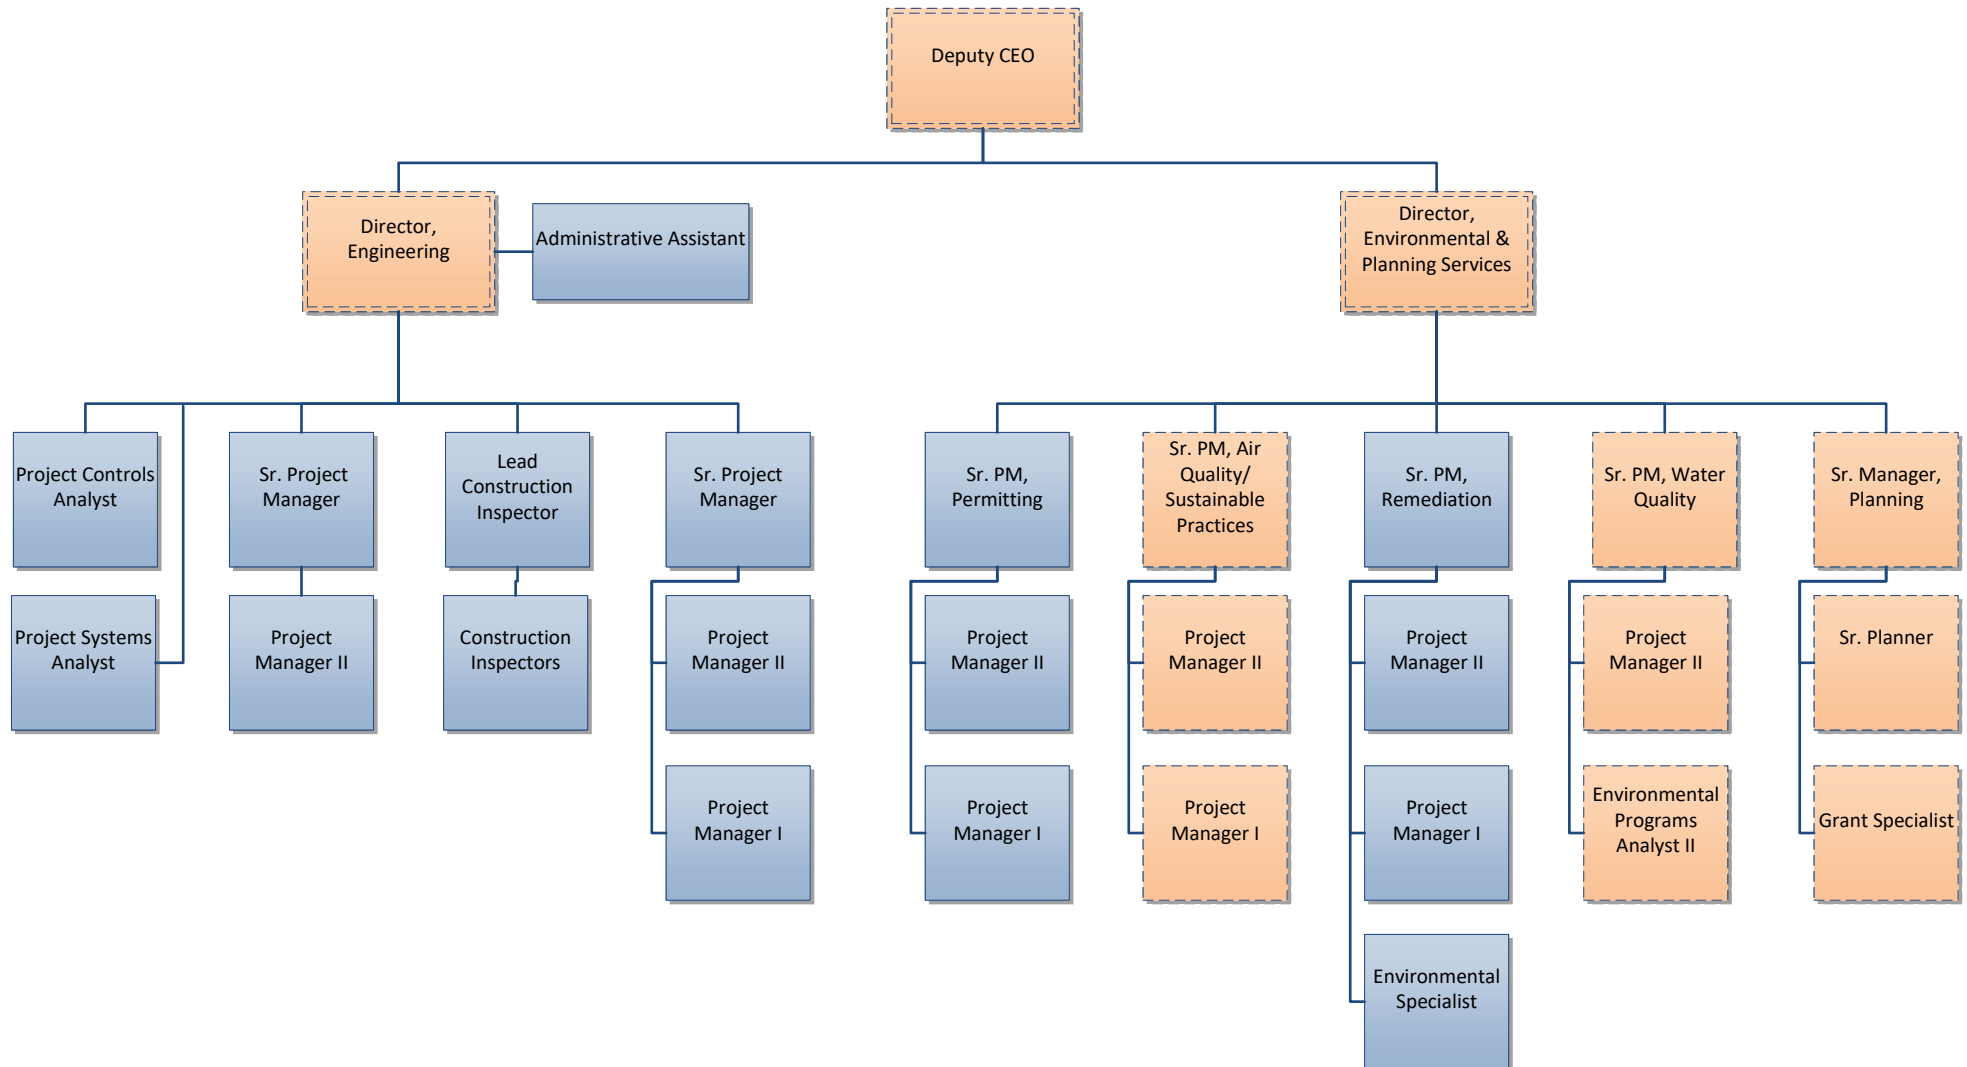 Deputy CEO
Director,
Engineering
Administrative Assistant
Director,
Environmental &
Planning Services
Project Controls
Analyst
Sr. Project
Manager
Lead
Construction
Inspector
Sr. Project
Manager
Sr. PM,
Permitting
Sr. PM, Air
Quality/
Sustainable
Practices
Sr. PM,
Remediation
Sr. PM, Water
Quality
Sr. Manager,
Planning
Project Systems
Analyst
Project
Manager II
Construction
Inspectors
Project
Manager II
Project
Manager II
Project
Manager II
Project
Manager II
Project
Manager II
Sr. Planner
Project
Manager I
Project
Manager I
Project
Manager I
Project
Manager I
Environmental
Programs
Analyst II
Grant Specialist
Environmental
Specialist